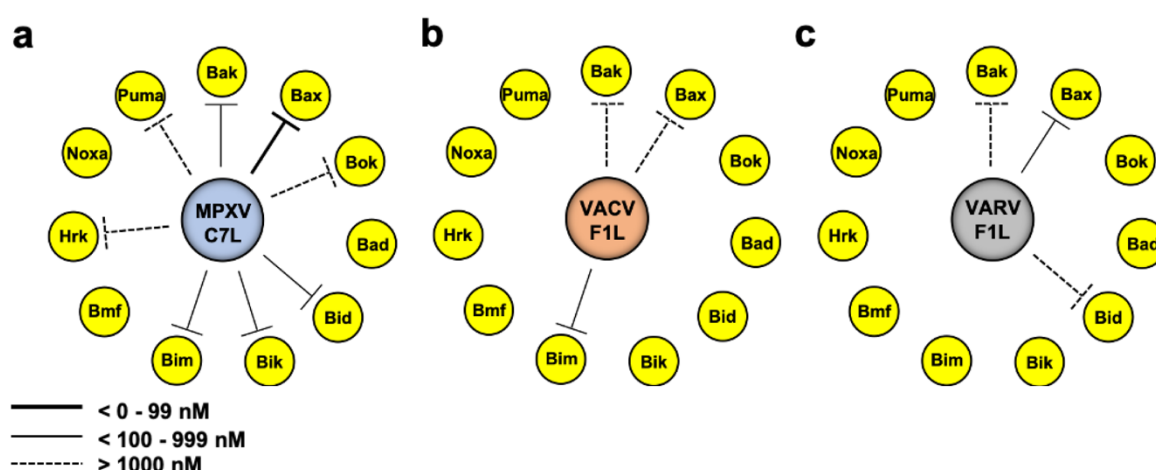 a
Bak
Puma
Bax
Noxa
Bok
MPXV
C7L
Hrk
Bad
Bmf
Bid
Bim
Bik
b
Bak
Puma
Bax
Noxa
Bok
VACV
F1L
Hrk
Bad
Bmf
Bid
Bim
Bik
c
Bak
Puma
Bax
Noxa
Bok
VARV
F1L
Hrk
Bad
Bmf
Bid
Bim
Bik
< 0 - 99 nM
< 100 - 999 nM
> 1000 nM